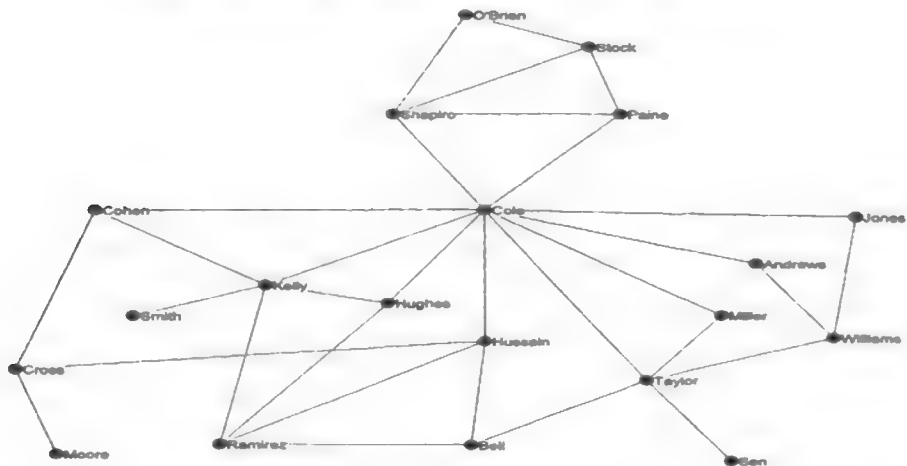 O'Brien
Stock
Shapiro
Paine
Cohen
Cole
Jones
Andrews
Kelly
Hughes
Smith
Miller
Williams
Hussain
Cross
Taylor
Ramirez
Bell
Moore
Sen